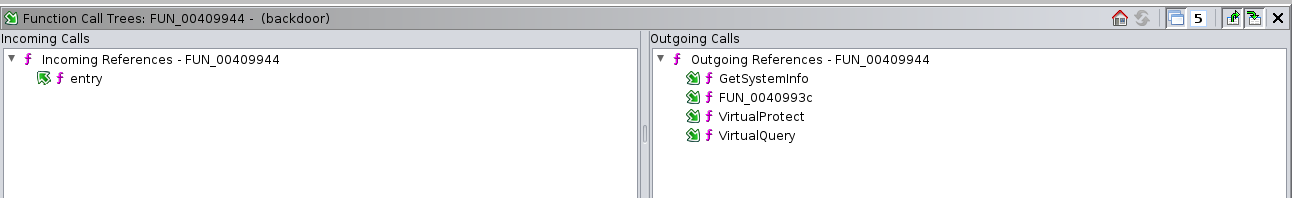 Function Call Trees: FUN_00409944 - (backdoor)
5
Incoming Calls
Incoming References - FUN_00409944
entry
Outgoing Calls
Outgoing References - FUN_00409944
GetSystemInfo
FUN_0040993c
VirtualProtect
VirtualQuery